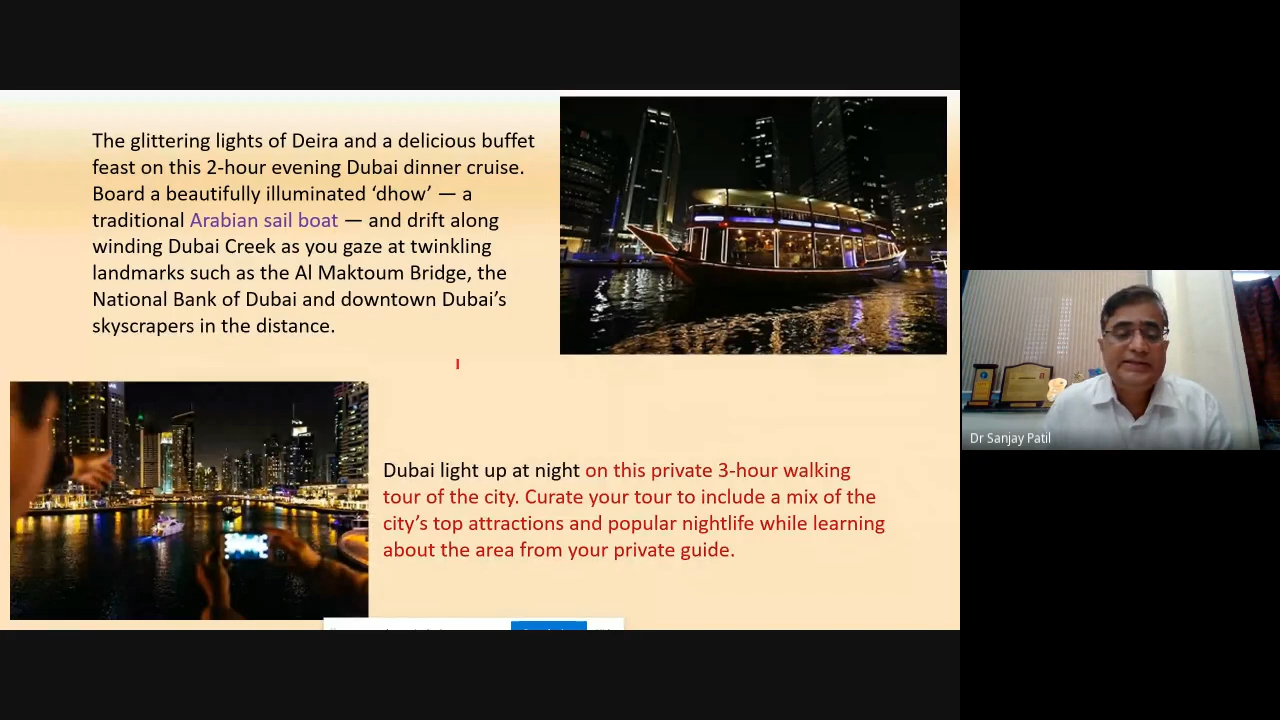 The glittering lights of Deira and a delicious buffet
feast on this 2-hour evening Dubai dinner cruise.
Board a beautifully illuminated ‘dhow’ — a
traditional Arabian sail boat — and drift along
winding Dubai Creek as you gaze at twinkling
landmarks such as the Al Maktoum Bridge, the
National Bank of Dubai and downtown Dubai’s
skyscrapers in the distance.
Dubai light up at night on this private 3-hour walking
tour of the city. Curate your tour to include a mix of the
city’s top attractions and popular nightlife while learning
about the area from your private guide.
Dr Sanjay Patil